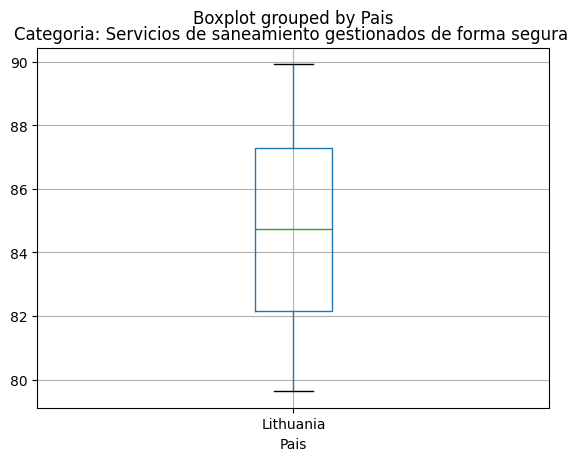 Boxplot grouped by Pais
Categoria: Servicios de saneamiento gestionados de forma segura
90
88
86
84
82
80
Lithuania
Pais